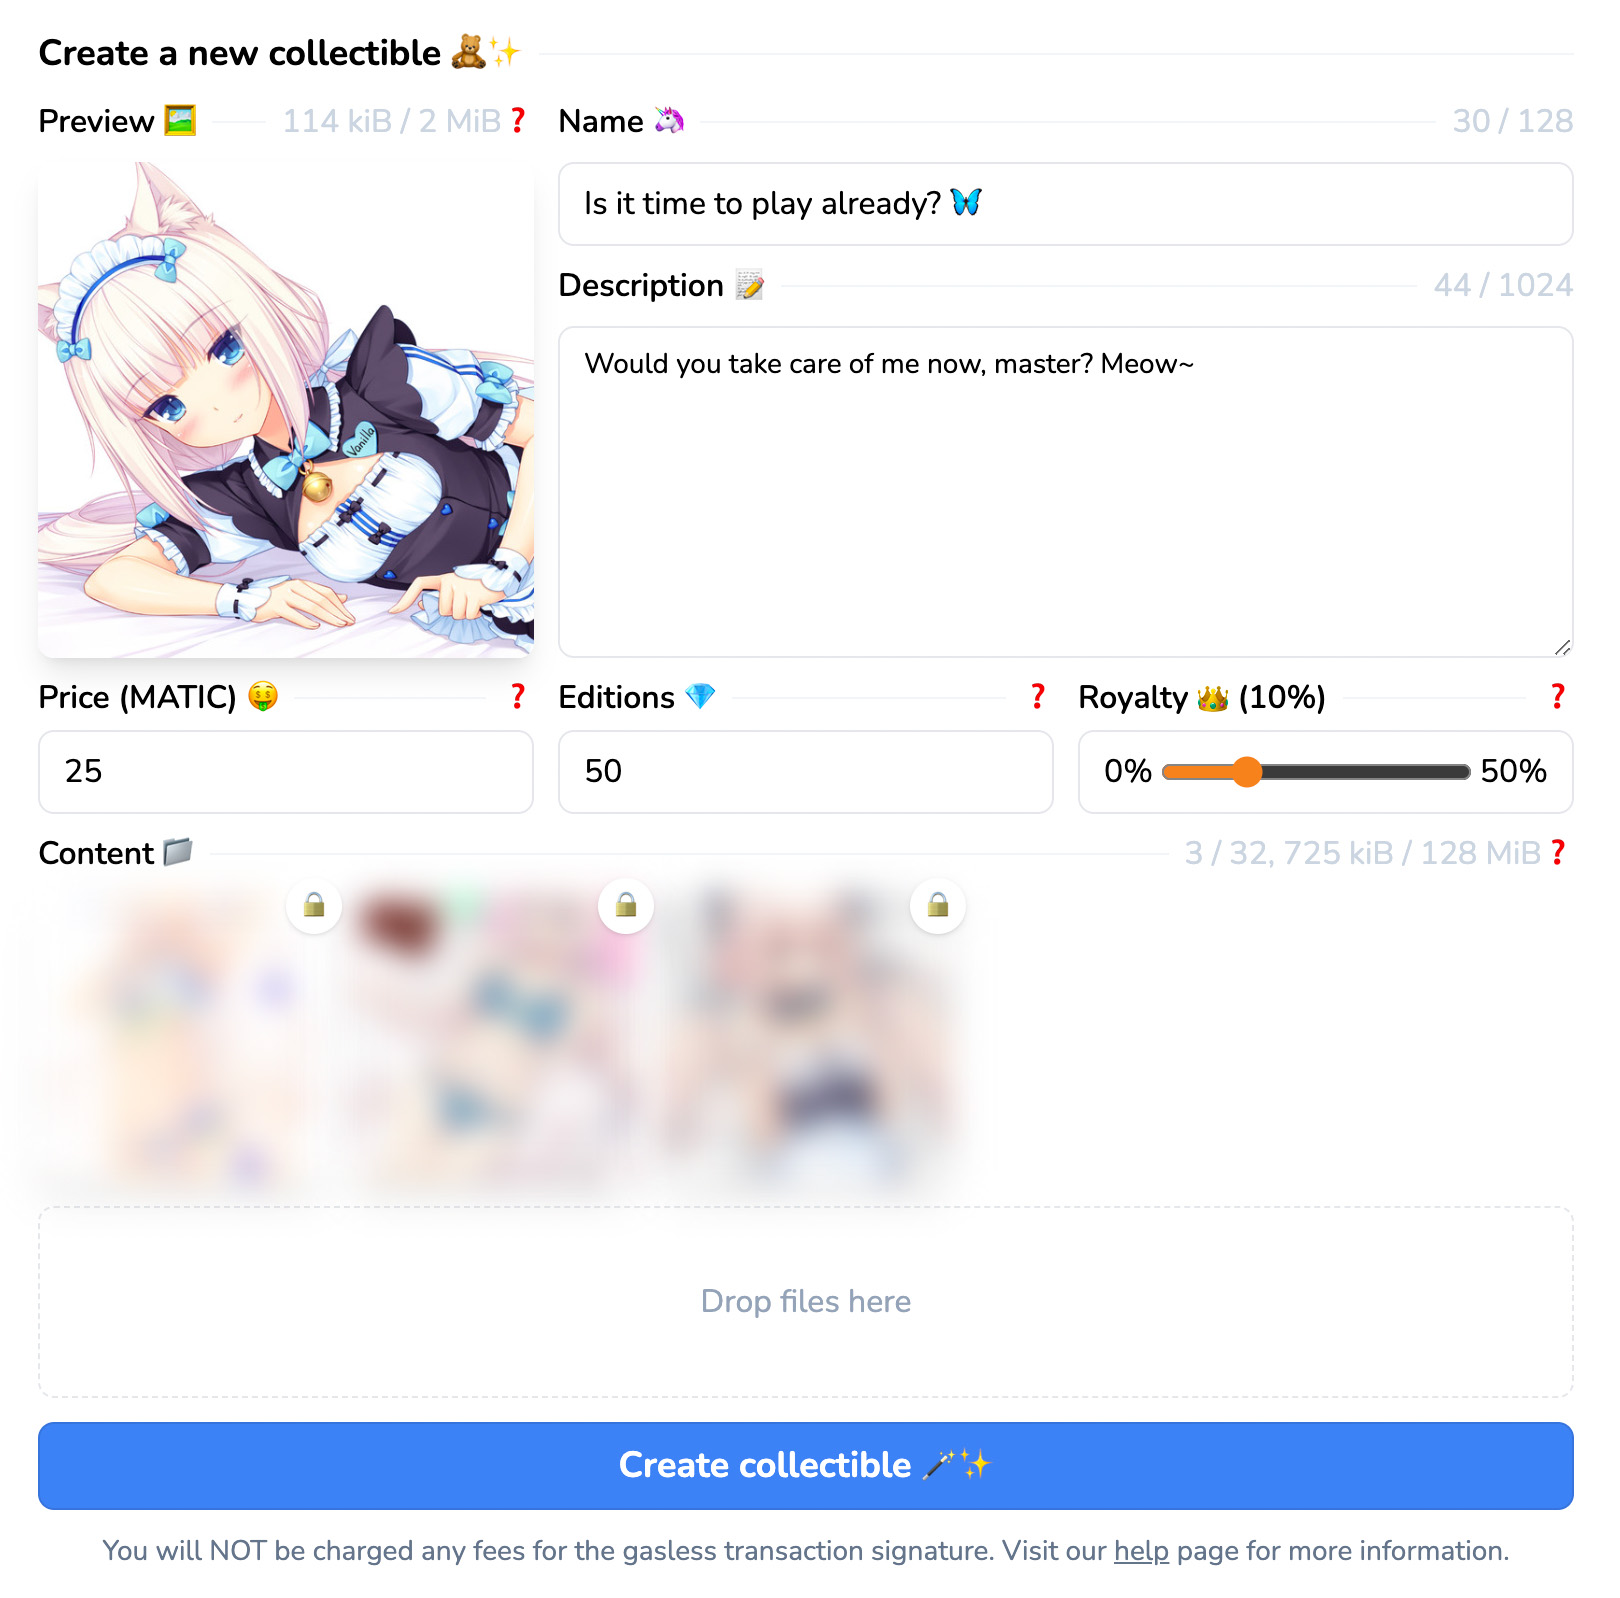 Create a new collectible 🧸✨
Preview 🖼️ 114 kiB / 2 MiB ❓
Name 🦄 30 / 128
Is it time to play already? 🦋
Description 📝 44 / 1024
Would you take care of me now, master? Meow~
Vanilla
Price (MATIC) 🤑 ❓
25
Editions 💎 ❓
50
Royalty 👑 (10%) ❓
0% 50%
Content 📁 3 / 32, 725 kiB / 128 MiB ❓
Drop files here
Create collectible 🪄✨
You will NOT be charged any fees for the gasless transaction signature. Visit our help page for more information.